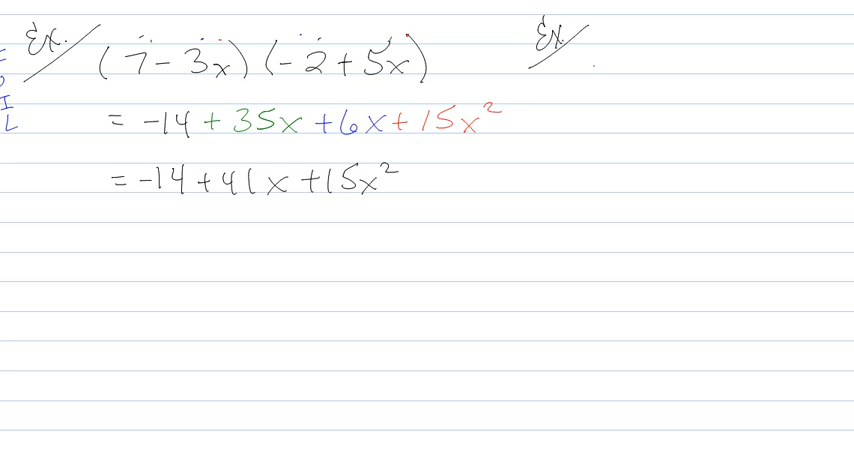 Ex.
(7 - 3x)(-2 + 5x)
= -14 + 35x + 6x + 15x²
= -14 + 41x + 15x²
O
I
L
Ex.